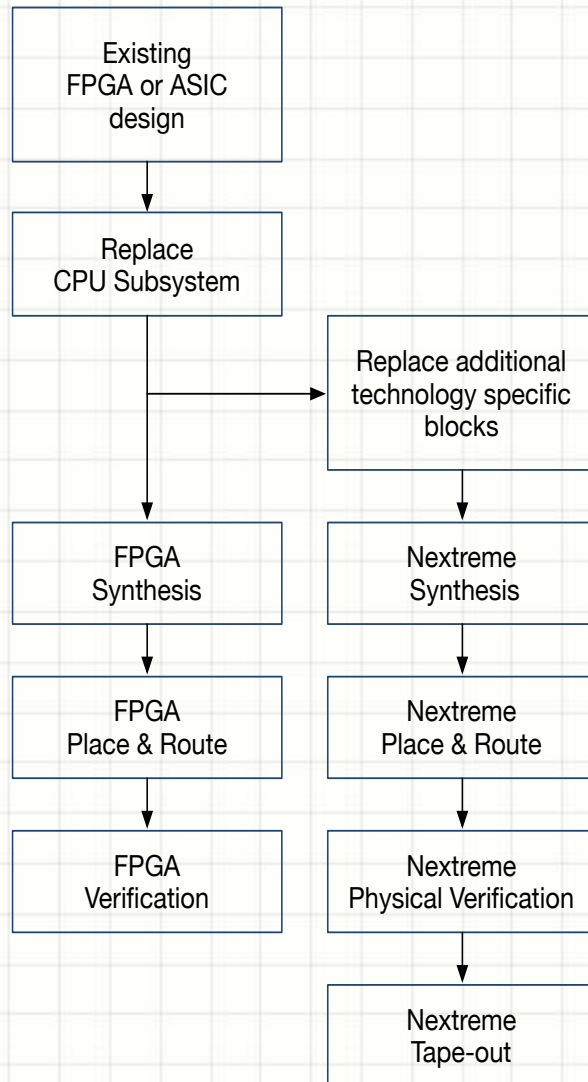 Existing
FPGA or ASIC
design
Replace
CPU Subsystem
Replace additional
technology specific
blocks
FPGA
Synthesis
Nextreme
Synthesis
FPGA
Place & Route
Nextreme
Place & Route
FPGA
Verification
Nextreme
Physical Verification
Nextreme
Tape-out